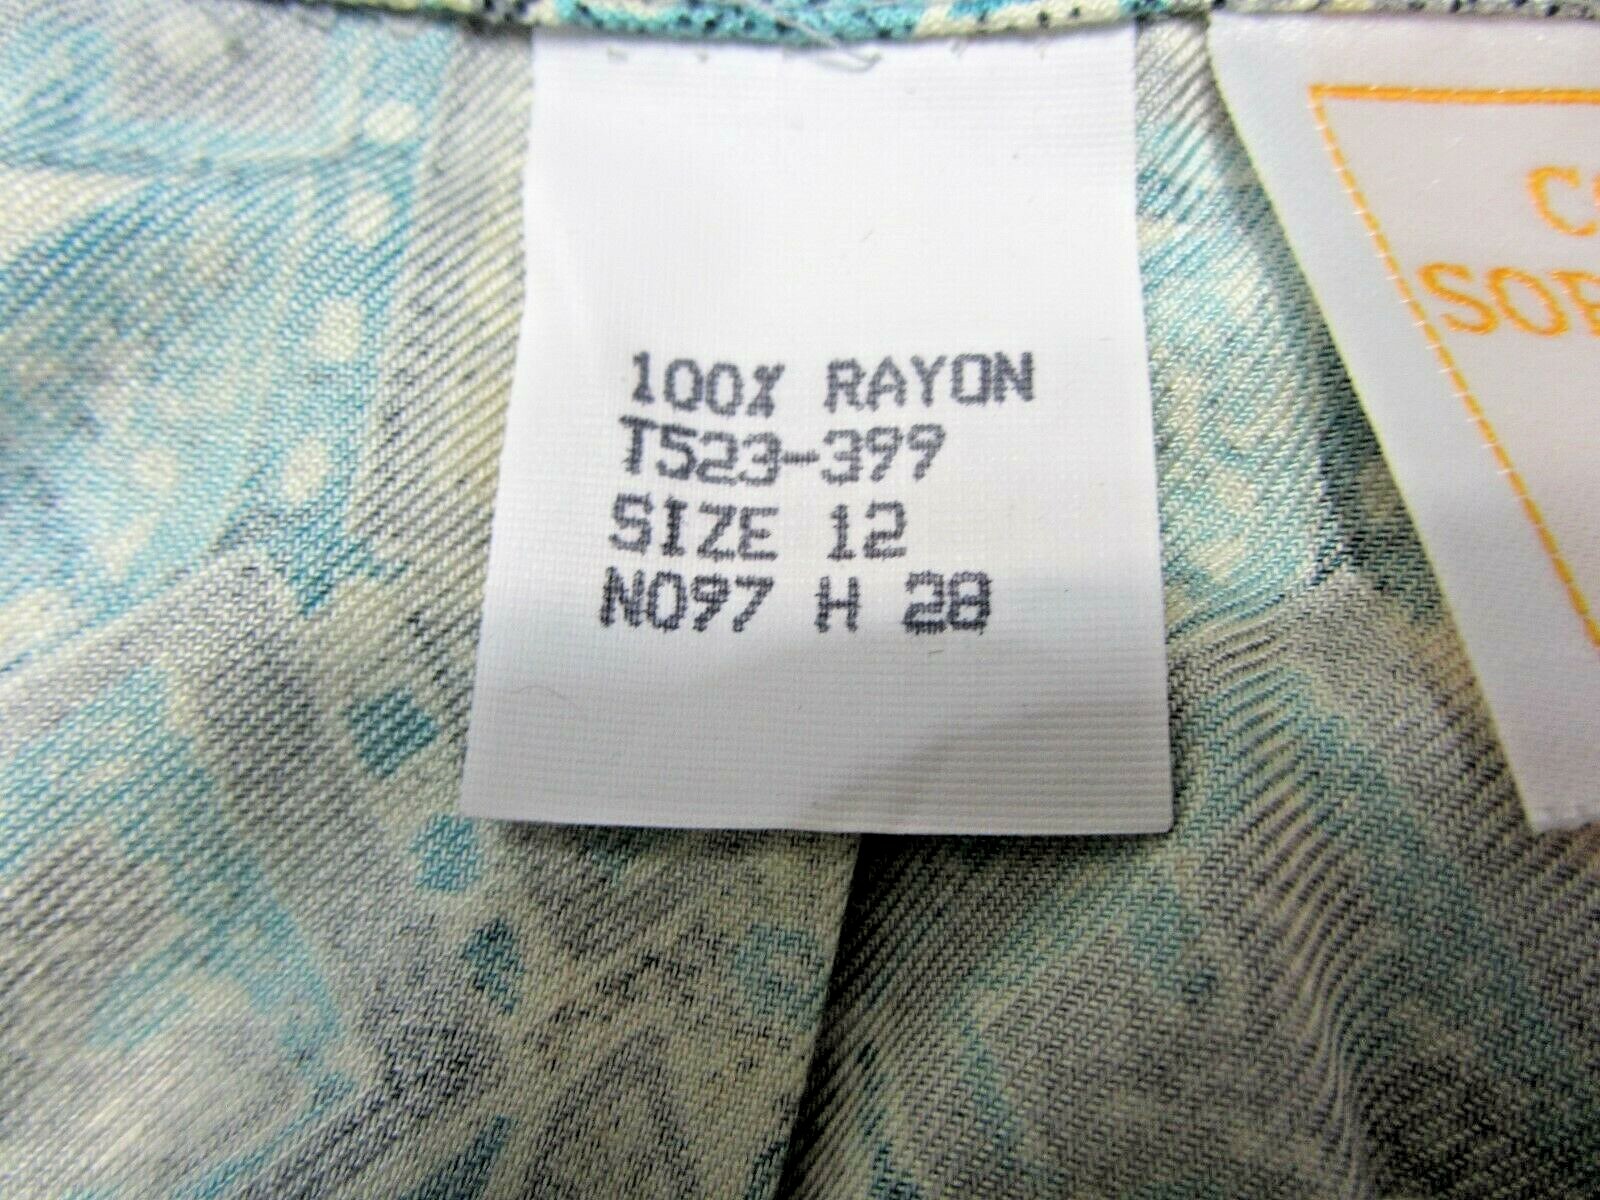 100% RAYON
T523-399
SIZE 12
N097 H 28